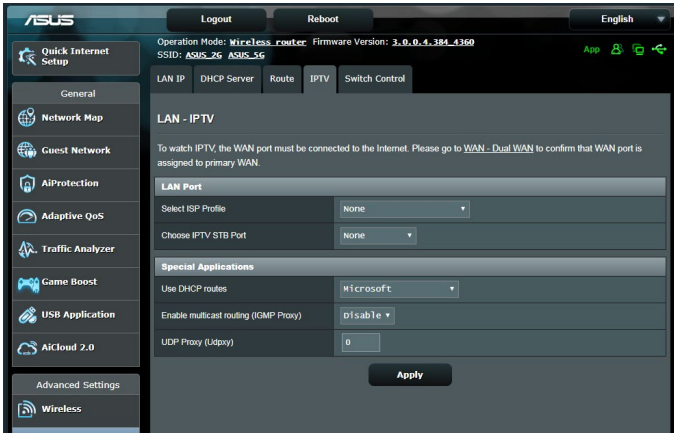 ASUS
Logout
Reboot
English
Quick Internet
Setup
Operation Mode: Wireless router Firmware Version: 3.0.0.4.384_4360
SSID: ASUS_2G ASUS_5G
App
LAN IP
DHCP Server
Route
IPTV
Switch Control
General
Network Map
Guest Network
AiProtection
Adaptive QoS
Traffic Analyzer
Game Boost
USB Application
AiCloud 2.0
Advanced Settings
Wireless
LAN - IPTV
To watch IPTV, the WAN port must be connected to the Internet. Please go to WAN - Dual WAN to confirm that WAN port is
assigned to primary WAN.
LAN Port
Select ISP Profile
None
Choose IPTV STB Port
None
Special Applications
Use DHCP routes
Microsoft
Enable multicast routing (IGMP Proxy)
Disable
UDP Proxy (Udpxy)
0
Apply